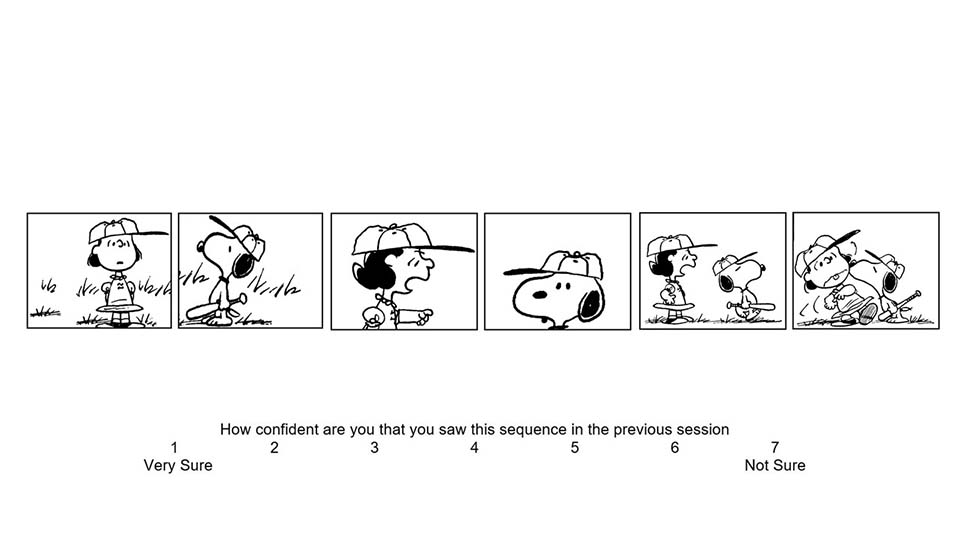 How confident are you that you saw this sequence in the previous session
1 2 3 4 5 6 7
Very Sure Not Sure